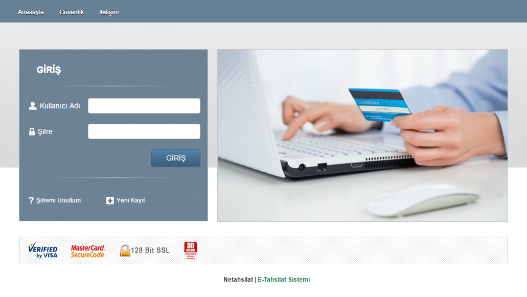 Anasayfa Güvenlik İletişim
GİRİŞ
Kullanıcı Adı
Şifre
GİRİŞ
? Şifremi Unuttum Yeni Kayıt
VERIFIED by VISA MasterCard. SecureCode 128 Bit SSL 3D
Netahsilat | E-Tahsilat Sistemi